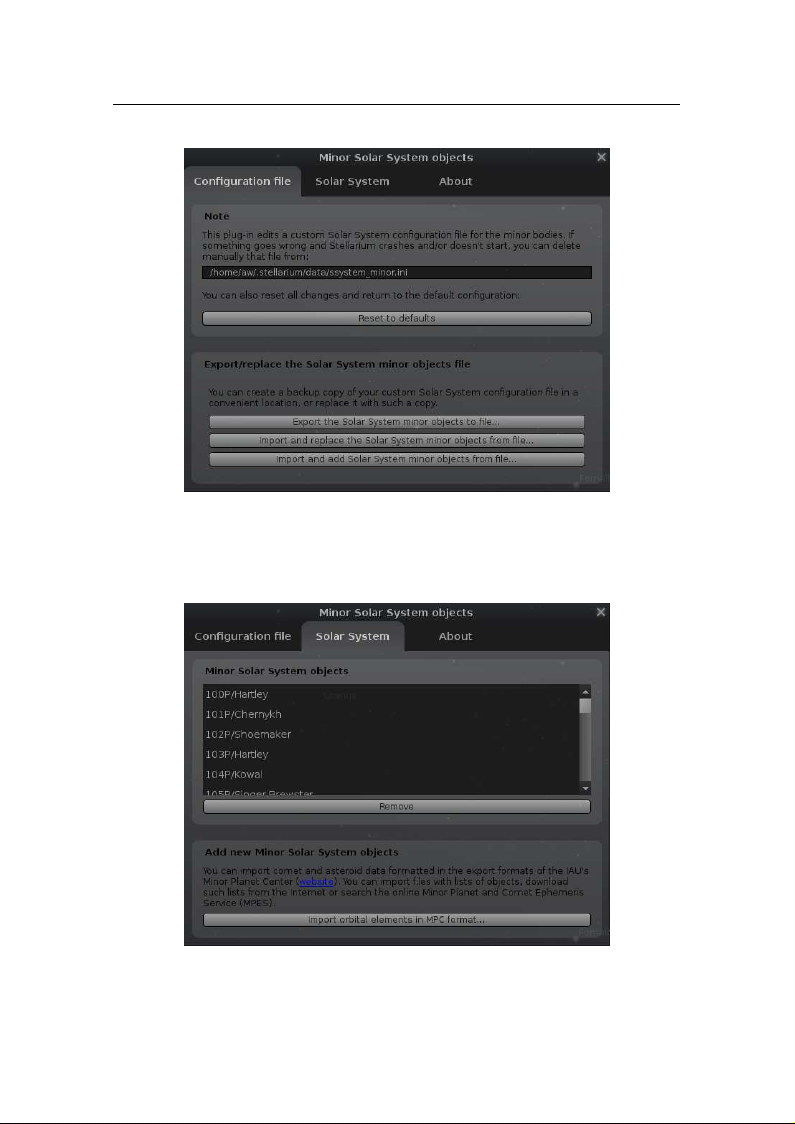 Minor Solar System objects
Configuration file
Solar System
About
Note
This plug-in edits a custom Solar System configuration file for the minor bodies. If
something goes wrong and Stellarium crashes and/or doesn't start, you can delete
manually that file from:
/home/aw/.stellarium/data/ssystem_minor.ini
You can also reset all changes and return to the default configuration:
Reset to defaults
Export/replace the Solar System minor objects file
You can create a backup copy of your custom Solar System configuration file in a
convenient location, or replace it with such a copy.
Export the Solar System minor objects to file...
Import and replace the Solar System minor objects from file...
Import and add Solar System minor objects from file...
Minor Solar System objects
Configuration file
Solar System
About
Minor Solar System objects
100P/Hartley
101P/Chernykh
102P/Shoemaker
103P/Hartley
104P/Kowal
105P/Singer Brewster
Remove
Add new Minor Solar System objects
You can import comet and asteroid data formatted in the export formats of the IAU's
Minor Planet Center (website). You can import files with lists of objects, download
such lists from the Internet or search the online Minor Planet and Comet Ephemeris
Service (MPES).
Import orbital elements in MPC format...